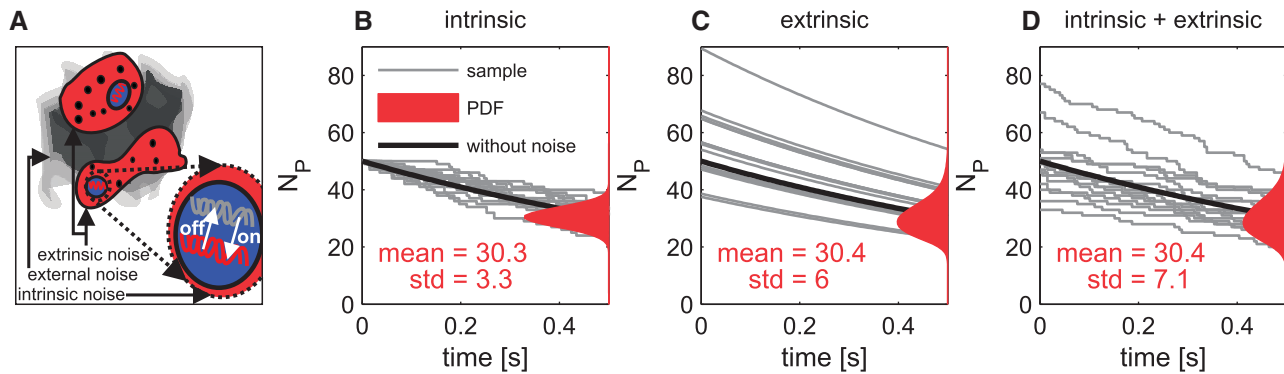 A
off
on
extrinsic noise
external noise
intrinsic noise
B
intrinsic
N_P
80
60
40
20
0
sample
PDF
without noise
mean = 30.3
std = 3.3
0
0.2
0.4
time [s]
C
extrinsic
N_P
80
60
40
20
0
mean = 30.4
std = 6
0
0.2
0.4
time [s]
D
intrinsic + extrinsic
N_P
80
60
40
20
0
mean = 30.4
std = 7.1
0
0.2
0.4
time [s]